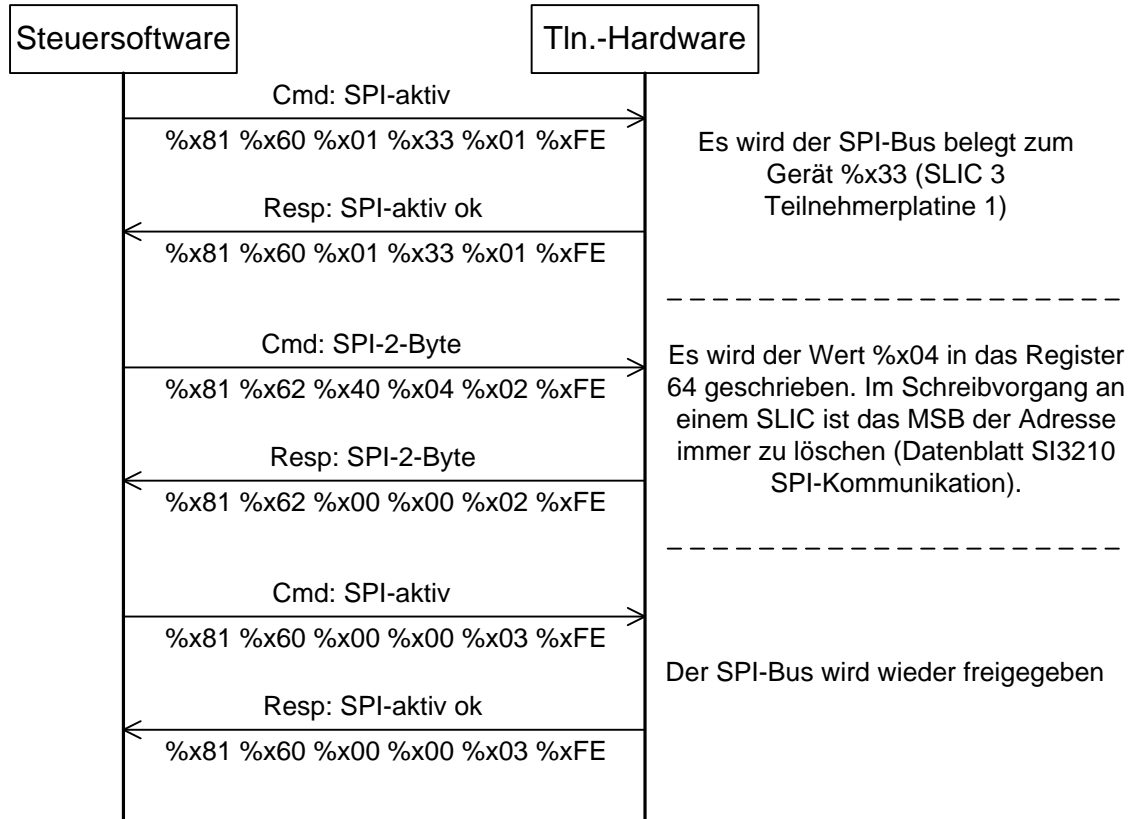 Steuersoftware
Tln.-Hardware
Cmd: SPI-aktiv
%x81 %x60 %x01 %x33 %x01 %xFE
Resp: SPI-aktiv ok
%x81 %x60 %x01 %x33 %x01 %xFE
Es wird der SPI-Bus belegt zum
Gerät %x33 (SLIC 3
Teilnehmerplatine 1)
Cmd: SPI-2-Byte
%x81 %x62 %x40 %x04 %x02 %xFE
Resp: SPI-2-Byte
%x81 %x62 %x00 %x00 %x02 %xFE
Es wird der Wert %x04 in das Register
64 geschrieben. Im Schreibvorgang an
einem SLIC ist das MSB der Adresse
immer zu löschen (Datenblatt SI3210
SPI-Kommunikation).
Cmd: SPI-aktiv
%x81 %x60 %x00 %x00 %x03 %xFE
Resp: SPI-aktiv ok
%x81 %x60 %x00 %x00 %x03 %xFE
Der SPI-Bus wird wieder freigegeben